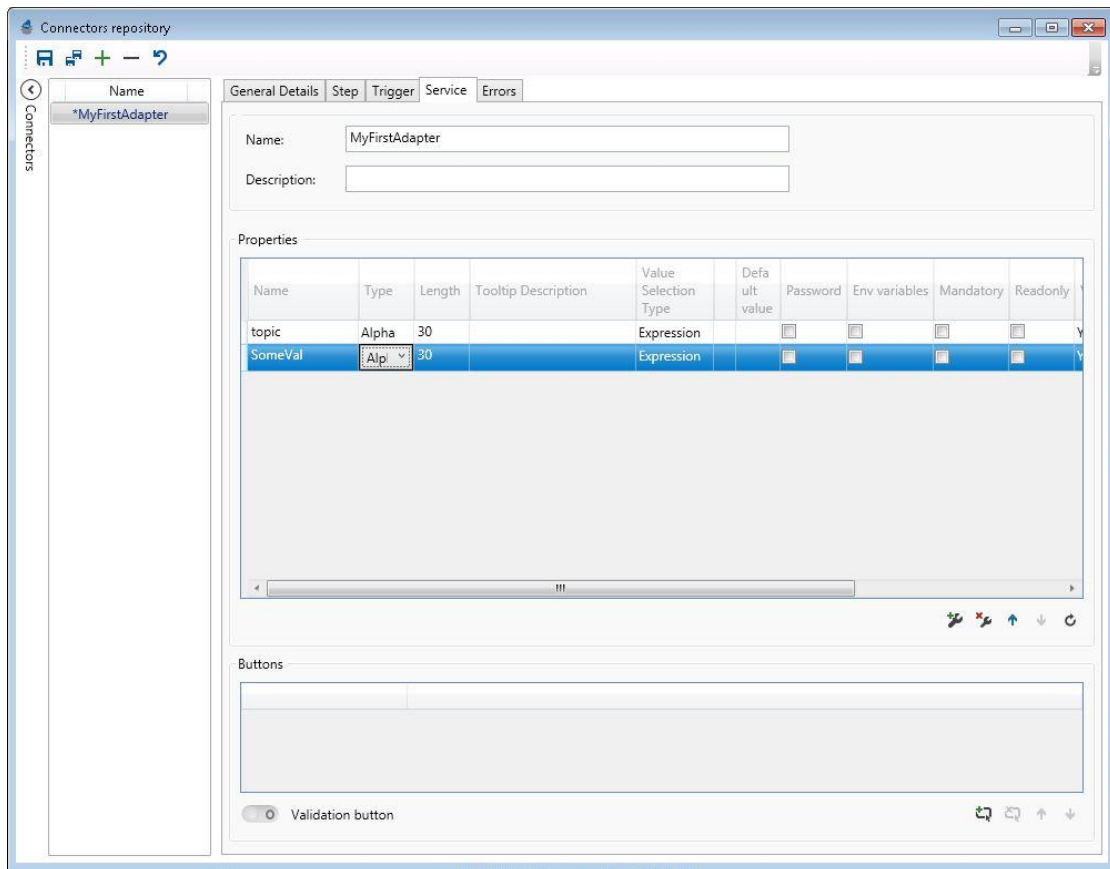 Connectors repository
Connectors
Name
*MyFirstAdapter
General Details Step Trigger Service Errors
Name: MyFirstAdapter
Description:
Properties
Name Type Length Tooltip Description Value Selection Type Defa ult value Password Env variables Mandatory Readonly
topic Alpha 30 Expression Y
SomeVal Alp 30 Expression Y
Buttons
Validation button